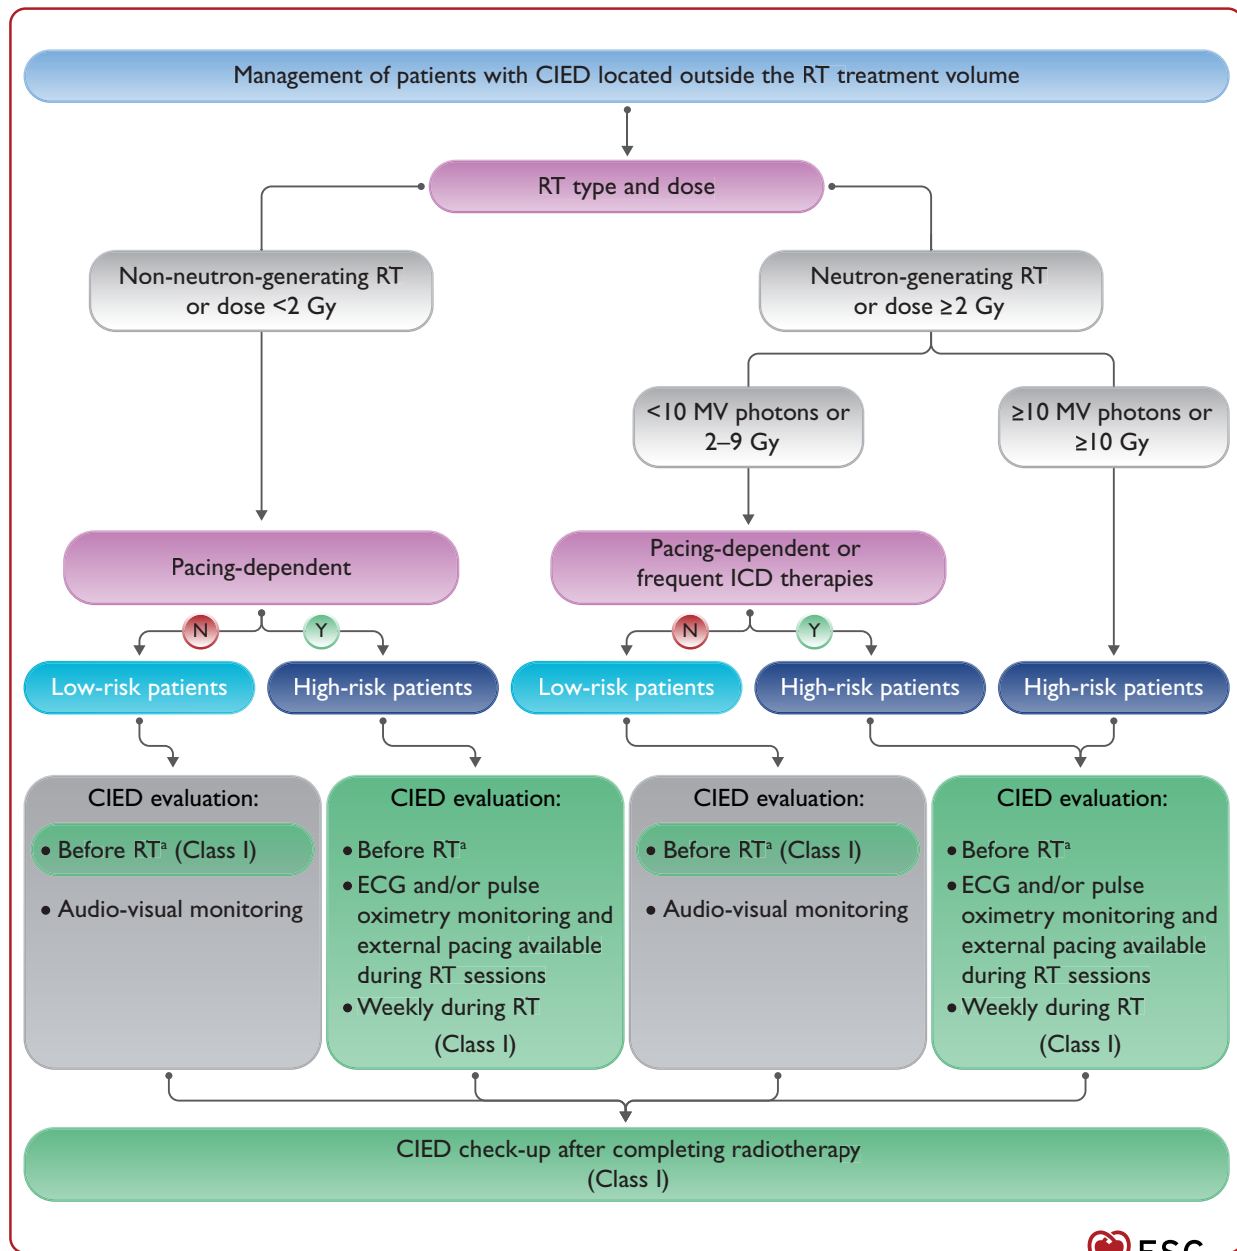 Management of patients with CIED located outside the RT treatment volume
RT type and dose
Non-neutron-generating RT
or dose <2 Gy
Neutron-generating RT
or dose ≥2 Gy
<10 MV photons or
2–9 Gy
≥10 MV photons or
≥10 Gy
Pacing-dependent
Pacing-dependent or
frequent ICD therapies
N
Y
N
Y
Low-risk patients
High-risk patients
Low-risk patients
High-risk patients
High-risk patients
CIED evaluation:
• Before RTᵃ (Class I)
• Audio-visual monitoring
CIED evaluation:
• Before RTᵃ
• ECG and/or pulse
oximetry monitoring and
external pacing available
during RT sessions
• Weekly during RT
(Class I)
CIED evaluation:
• Before RTᵃ (Class I)
• Audio-visual monitoring
CIED evaluation:
• Before RTᵃ
• ECG and/or pulse
oximetry monitoring and
external pacing available
during RT sessions
• Weekly during RT
(Class I)
CIED check-up after completing radiotherapy
(Class I)
ESC